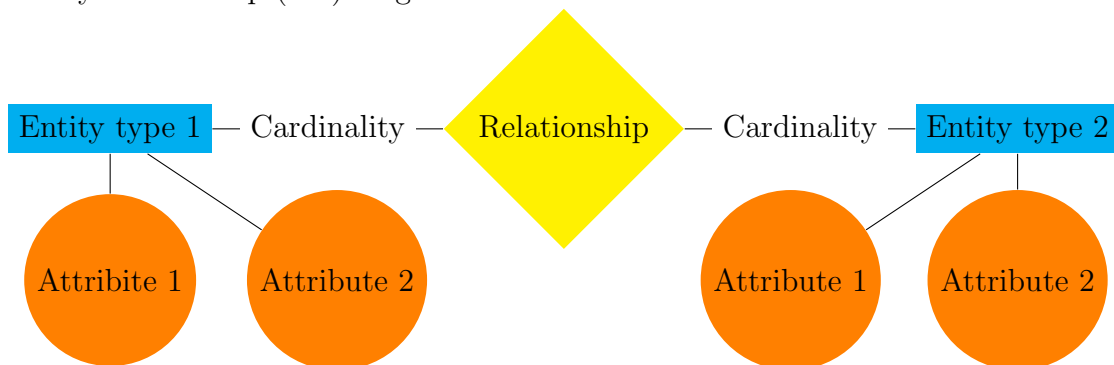 Entity type 1 Cardinality Relationship Cardinality Entity type 2
Attribite 1 Attribute 2 Attribute 1 Attribute 2